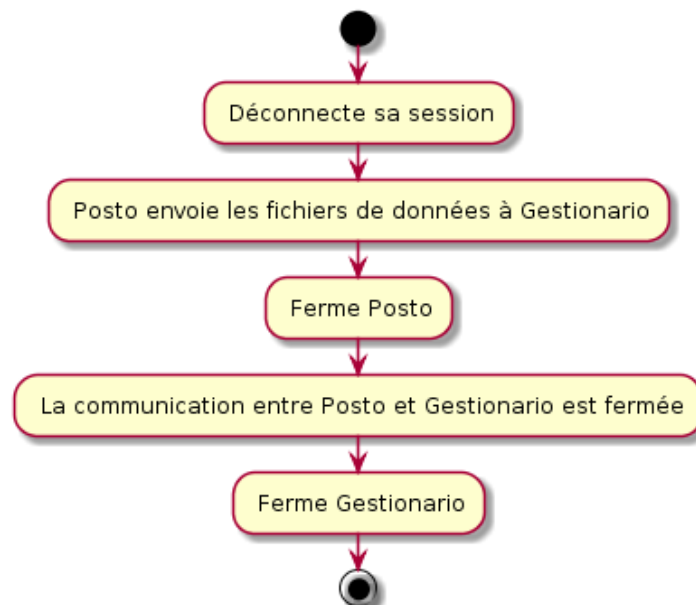 Déconnecte sa session
Posto envoie les fichiers de données à Gestionario
Ferme Posto
La communication entre Posto et Gestionario est fermée
Ferme Gestionario